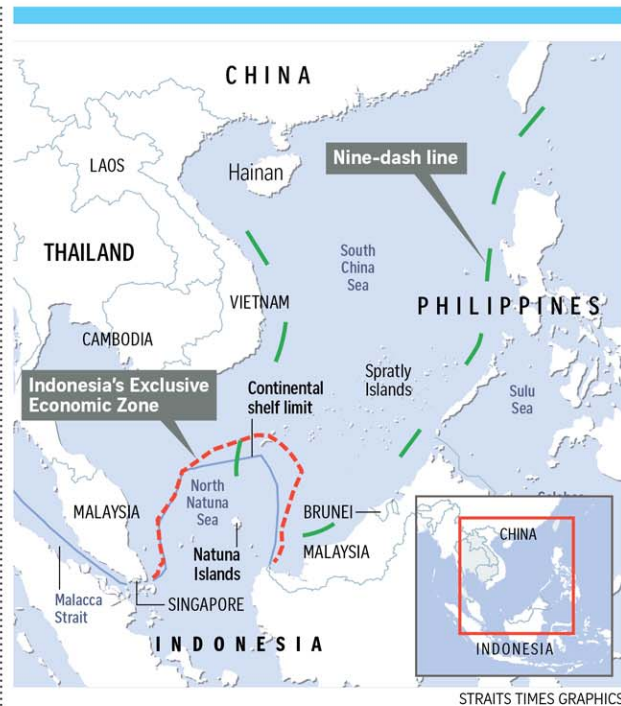 CHINA
LAOS
Hainan
Nine-dash line
THAILAND
South
China
Sea
VIETNAM
PHILIPPINES
CAMBODIA
Indonesia's Exclusive
Economic Zone
Continental
shelf limit
Spratly
Islands
Sulu
Sea
North
Natuna
Sea
MALAYSIA
BRUNEI
Natuna
Islands
MALAYSIA
Malacca
Strait
SINGAPORE
INDONESIA
CHINA
INDONESIA
STRAITS TIMES GRAPHICS